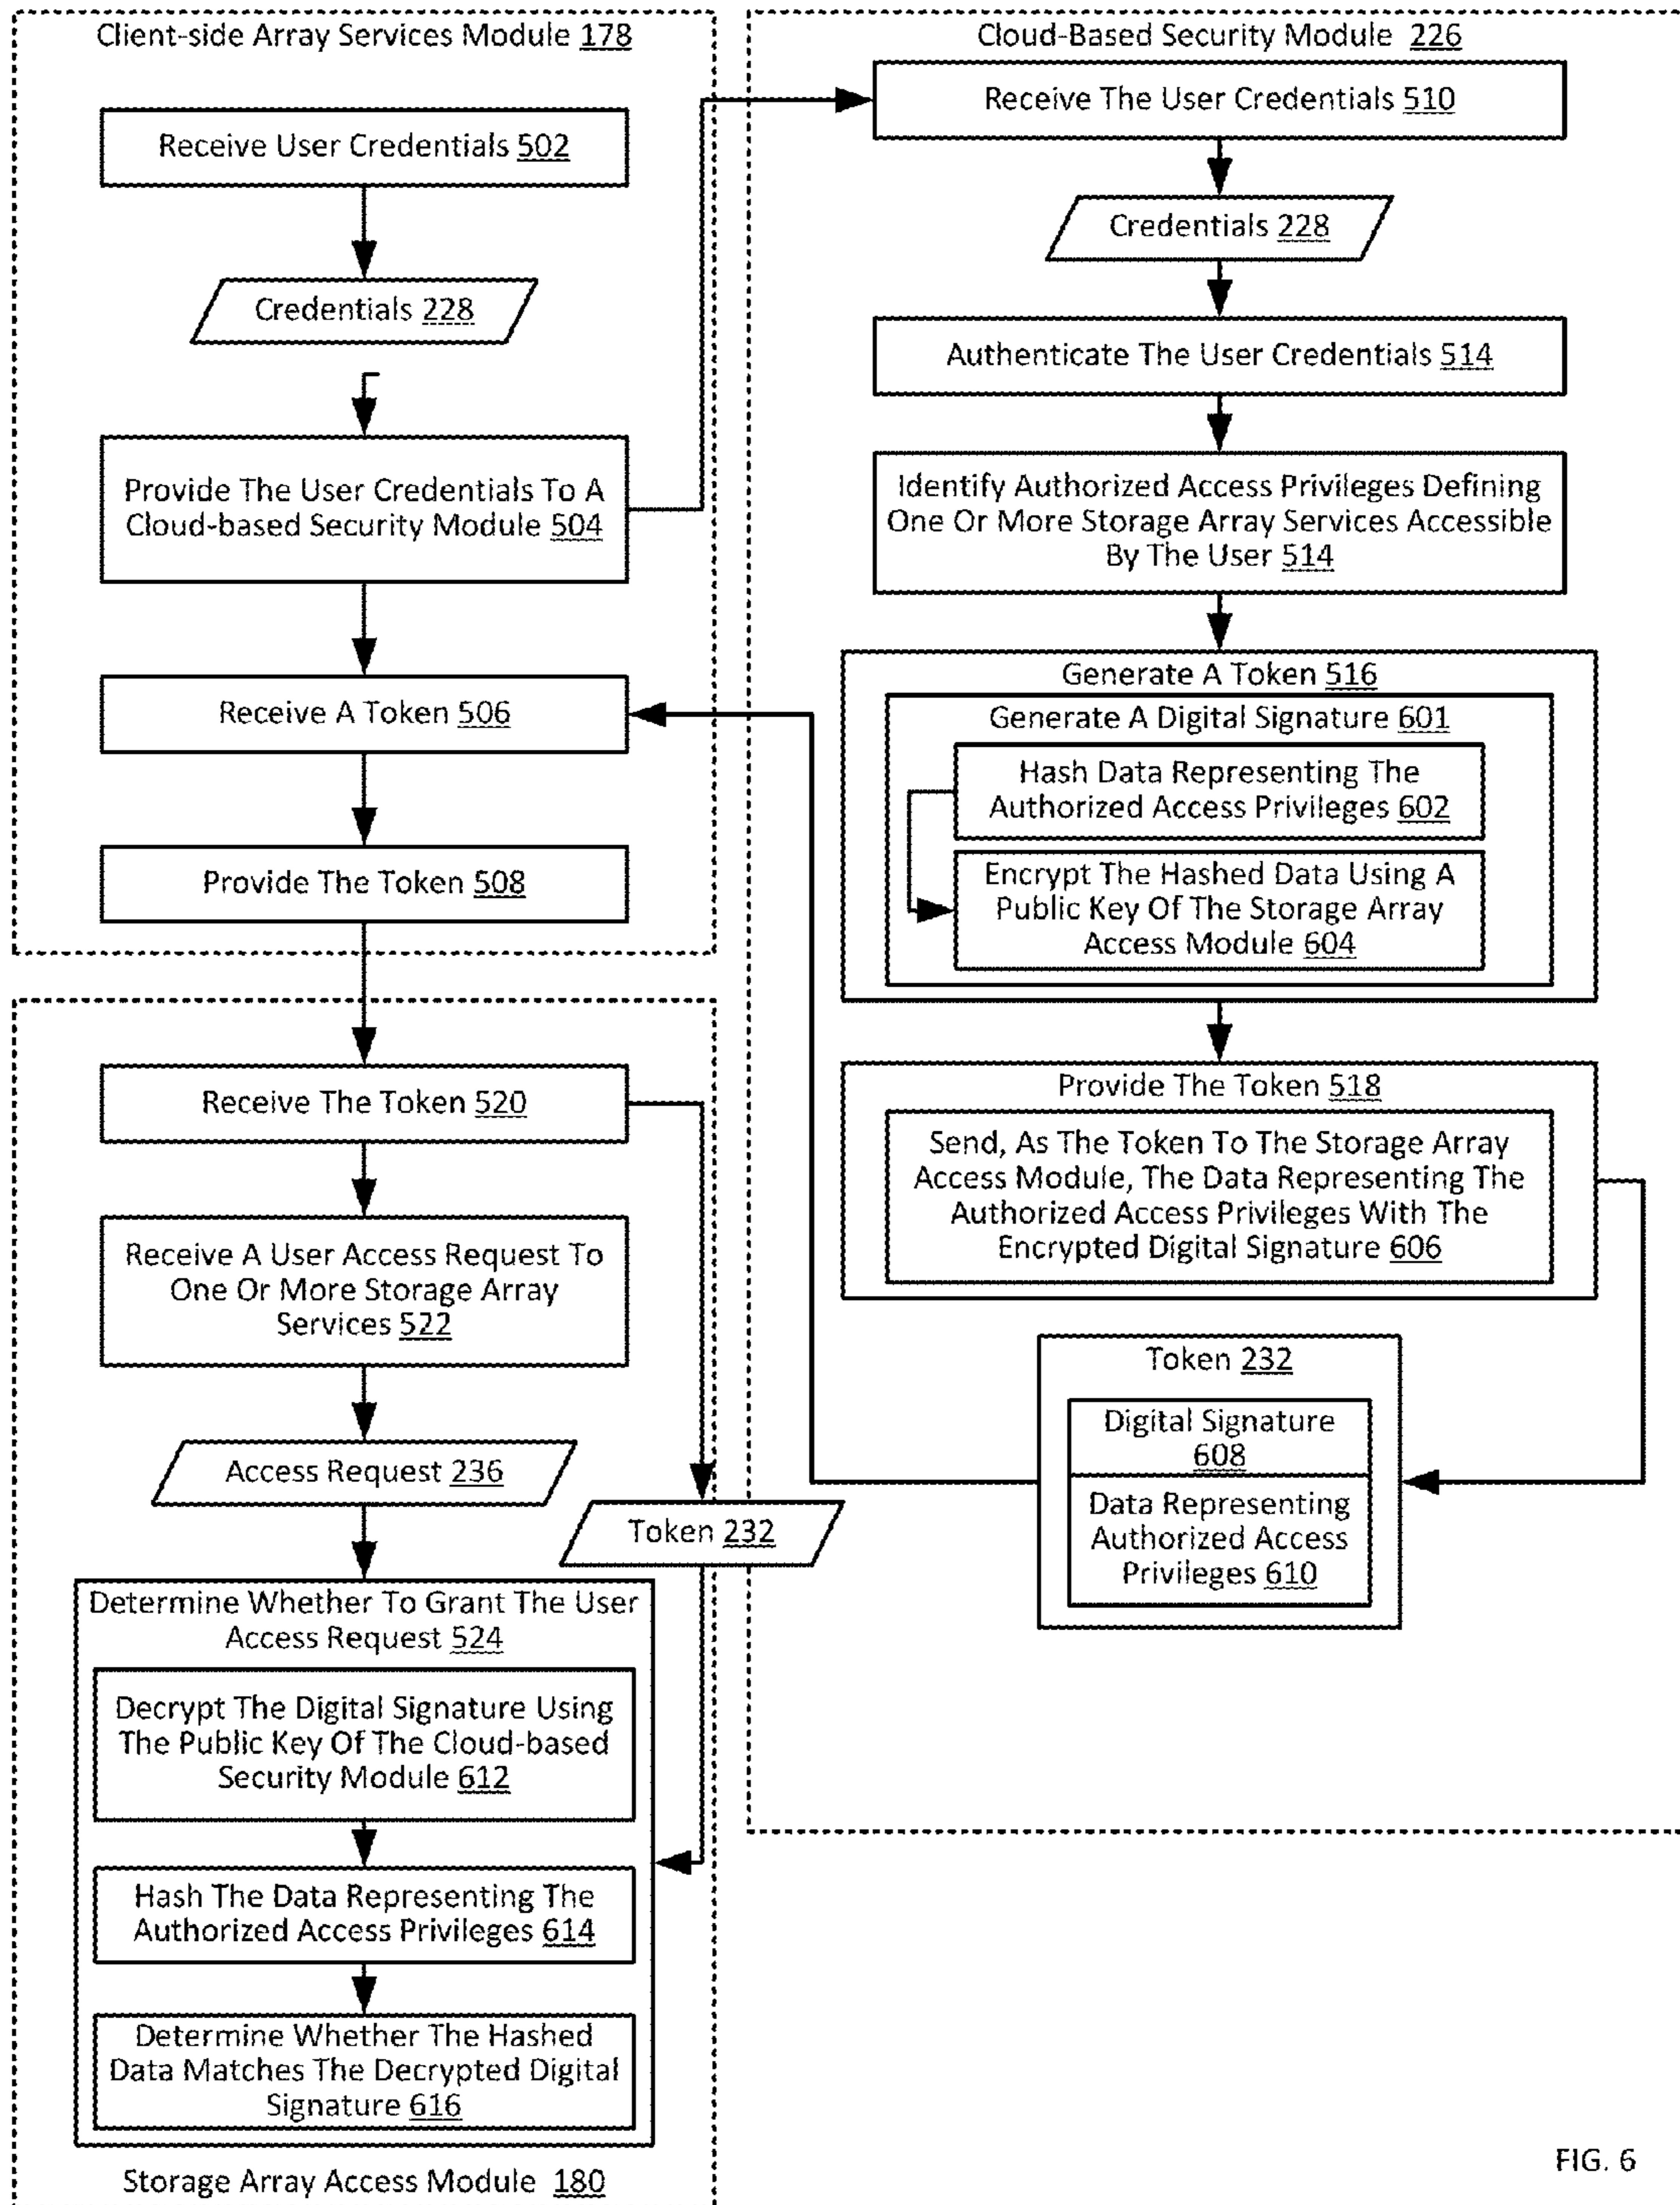 Client-side Array Services Module 178
Receive User Credentials 502
Credentials 228
Provide The User Credentials To A
Cloud-based Security Module 504
Receive A Token 506
Provide The Token 508
Cloud-Based Security Module 226
Receive The User Credentials 510
Credentials 228
Authenticate The User Credentials 514
Identify Authorized Access Privileges Defining
One Or More Storage Array Services Accessible
By The User 514
Generate A Token 516
Generate A Digital Signature 601
Hash Data Representing The
Authorized Access Privileges 602
Encrypt The Hashed Data Using A
Public Key Of The Storage Array
Access Module 604
Provide The Token 518
Send, As The Token To The Storage Array
Access Module, The Data Representing The
Authorized Access Privileges With The
Encrypted Digital Signature 606
Token 232
Digital Signature
608
Data Representing
Authorized Access
Privileges 610
Receive The Token 520
Receive A User Access Request To
One Or More Storage Array
Services 522
Access Request 236
Token 232
Determine Whether To Grant The User
Access Request 524
Decrypt The Digital Signature Using
The Public Key Of The Cloud-based
Security Module 612
Hash The Data Representing The
Authorized Access Privileges 614
Determine Whether The Hashed
Data Matches The Decrypted Digital
Signature 616
Storage Array Access Module 180
FIG. 6